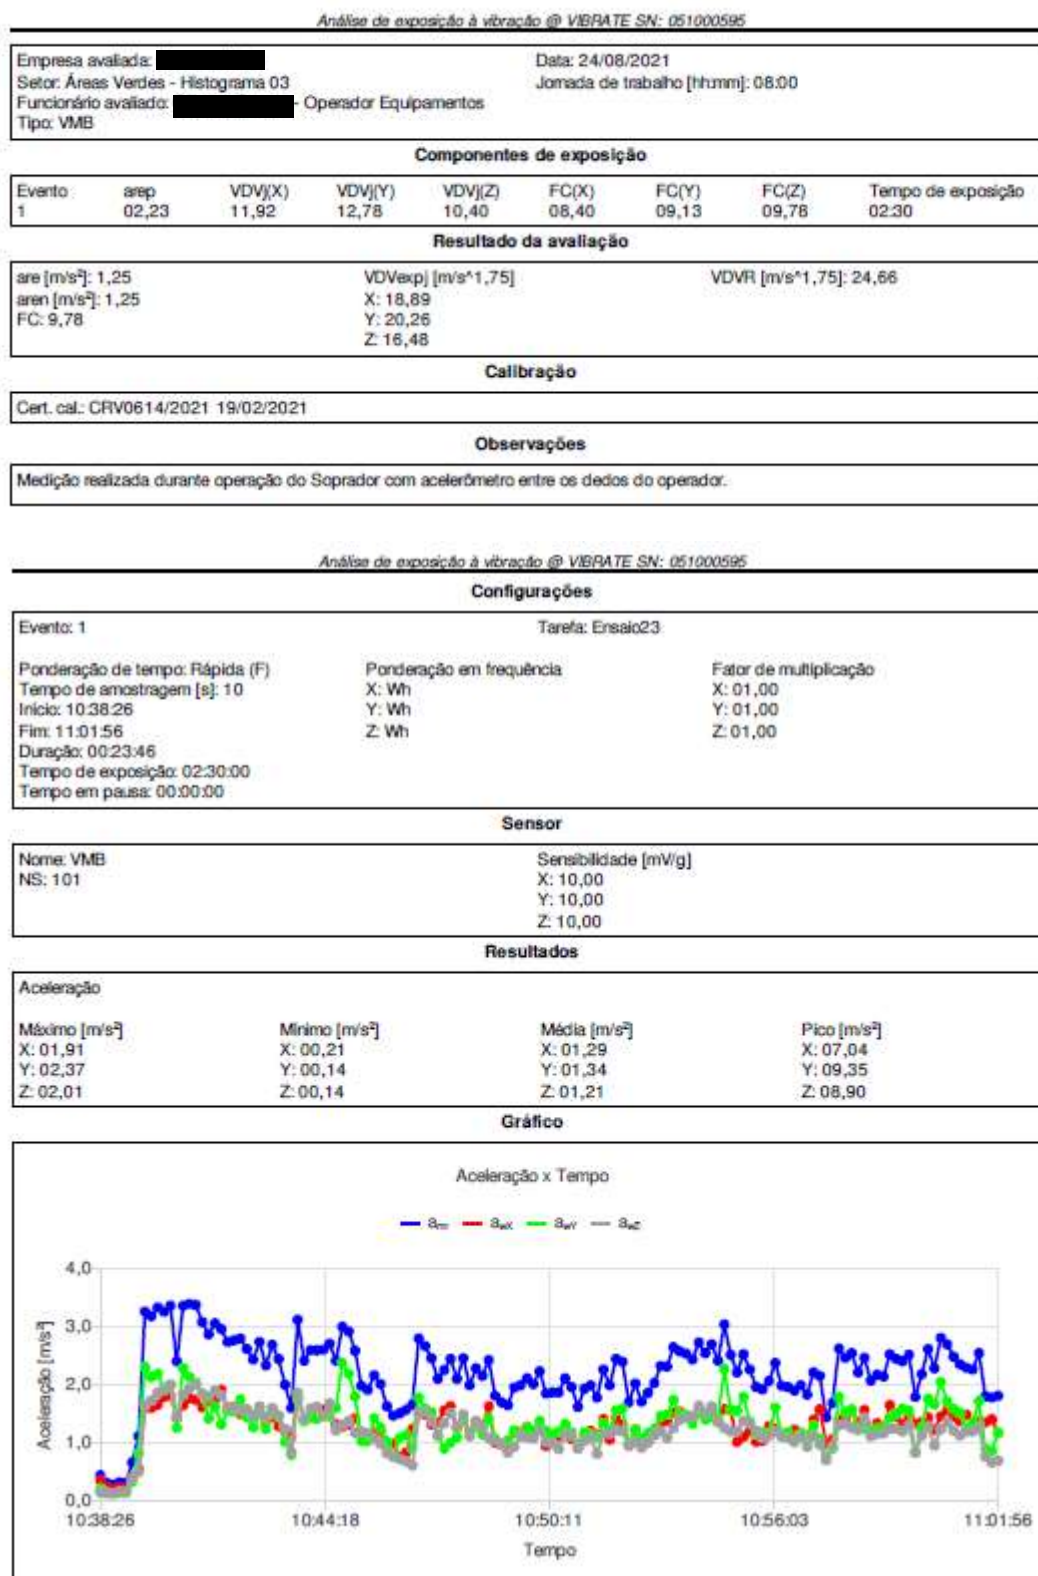 Análise de exposição à vibração @ VIBRATE SN: 051000595
Empresa avaliada:
Data: 24/08/2021
Setor: Áreas Verdes - Histograma 03
Jornada de trabalho [hh:mm]: 08:00
Funcionário avaliado: - Operador Equipamentos
Tipo: VMB
Componentes de exposição
Evento arep VDVj(X) VDVj(Y) VDVj(Z) FC(X) FC(Y) FC(Z) Tempo de exposição
1 02,23 11,92 12,78 10,40 08,40 09,13 09,78 02:30
Resultado da avaliação
are [m/s²]: 1,25 VDVexpj [m/s^1,75] VDVR [m/s^1,75]: 24,66
aren [m/s²]: 1,25 X: 18,89
FC: 9,78 Y: 20,26
Z: 16,48
Calibração
Cert. cal.: CRV0614/2021 19/02/2021
Observações
Medição realizada durante operação do Soprador com acelerômetro entre os dedos do operador.
Análise de exposição à vibração @ VIBRATE SN: 051000595
Configurações
Evento: 1 Tarefa: Ensaio23
Ponderação de tempo: Rápida (F) Ponderação em frequência Fator de multiplicação
Tempo de amostragem [s]: 10 X: Wh X: 01,00
Início: 10:38:26 Y: Wh Y: 01,00
Fim: 11:01:56 Z: Wh Z: 01,00
Duração: 00:23:46
Tempo de exposição: 02:30:00
Tempo em pausa: 00:00:00
Sensor
Nome: VMB Sensibilidade [mV/g]
NS: 101 X: 10,00
Y: 10,00
Z: 10,00
Resultados
Aceleração
Máximo [m/s²] Mínimo [m/s²] Média [m/s²] Pico [m/s²]
X: 01,91 X: 00,21 X: 01,29 X: 07,04
Y: 02,37 Y: 00,14 Y: 01,34 Y: 09,35
Z: 02,01 Z: 00,14 Z: 01,21 Z: 08,90
Gráfico
Aceleração x Tempo
awX awY awZ
4,0
3,0
2,0
1,0
0,0
Aceleração [m/s²]
10:38:26 10:44:18 10:50:11 10:56:03 11:01:56
Tempo